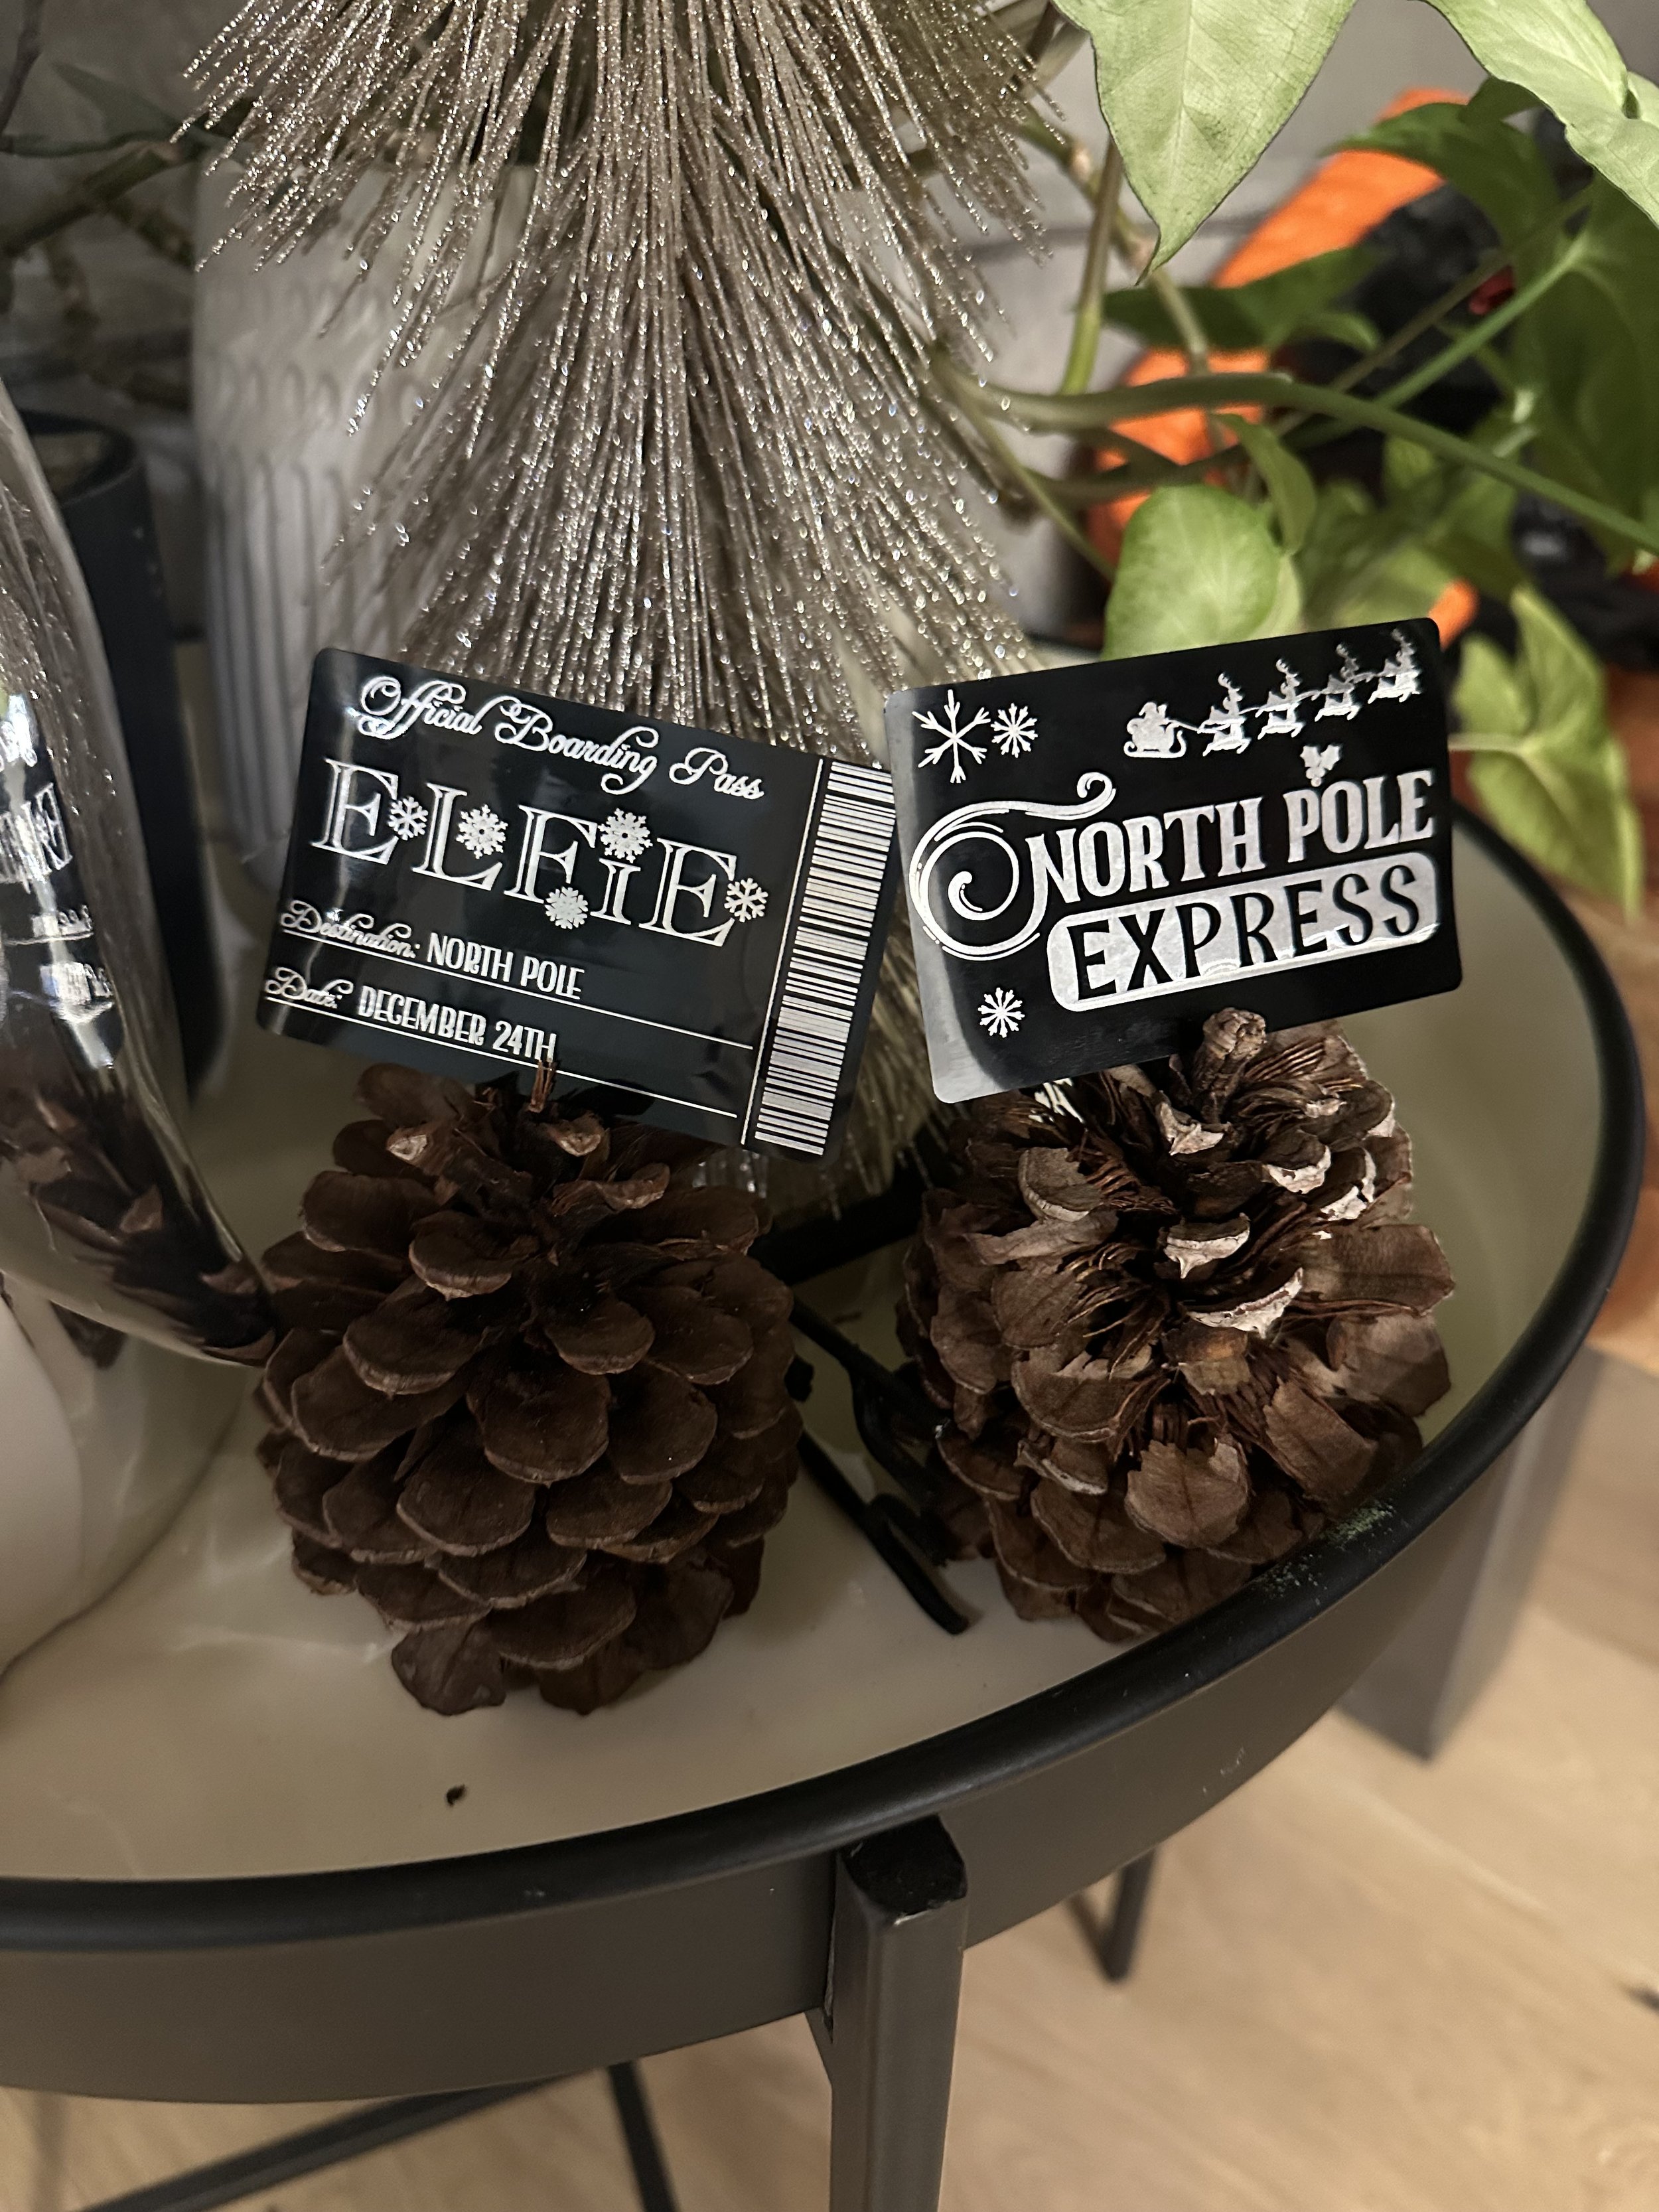 Official Boarding Pass
ELFiE
Destination: NORTH POLE
Date: DECEMBER 24TH
NORTH POLE
EXPRESS